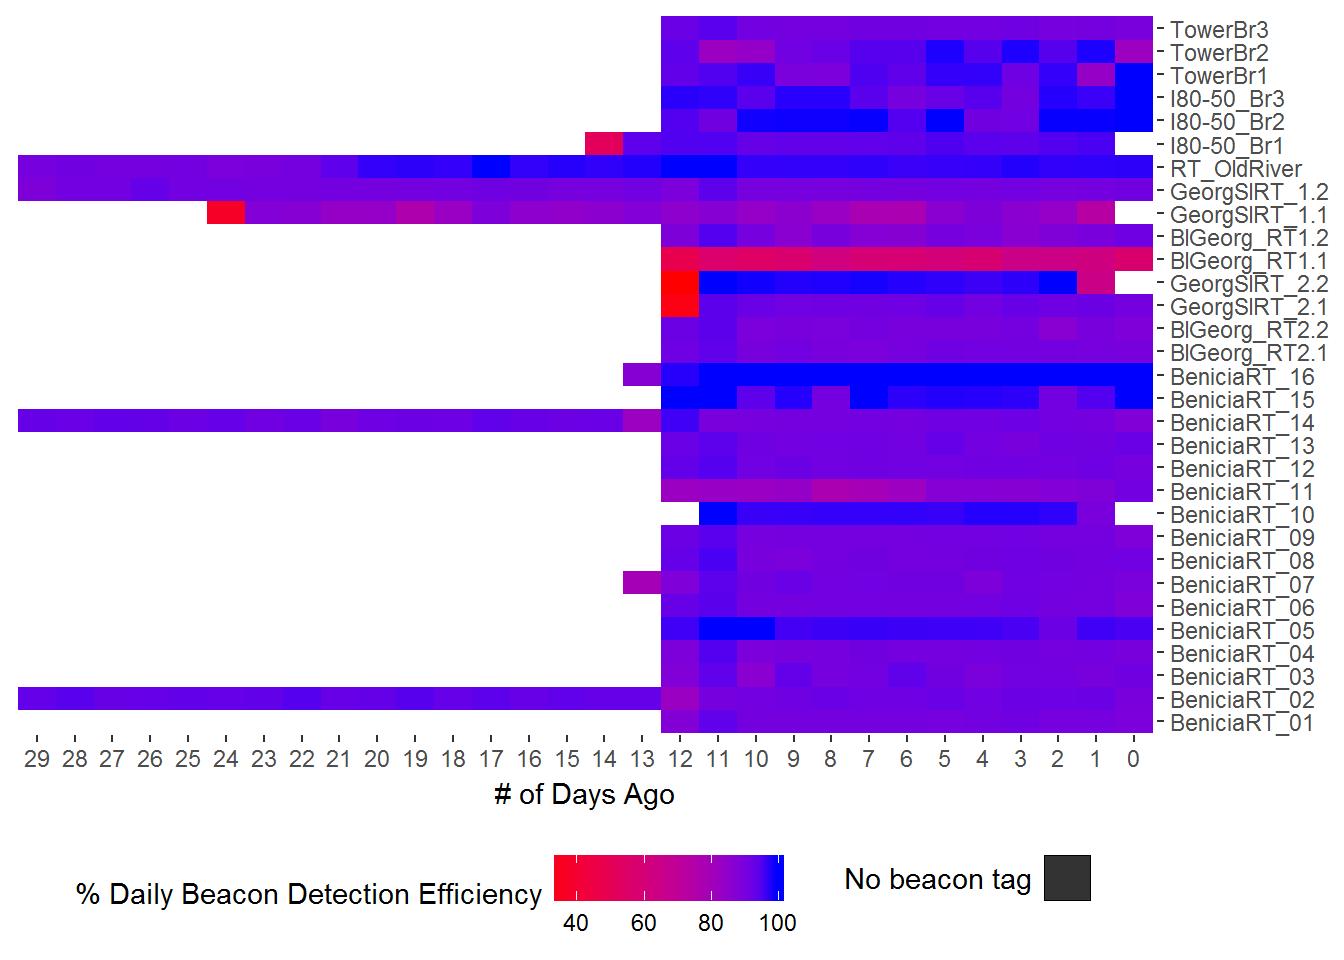 TowerBr3
TowerBr2
TowerBr1
I80-50_Br3
I80-50_Br2
I80-50_Br1
RT_OldRiver
GeorgSlRT_1.2
GeorgSlRT_1.1
BlGeorg_RT1.2
BlGeorg_RT1.1
GeorgSlRT_2.2
GeorgSlRT_2.1
BlGeorg_RT2.2
BlGeorg_RT2.1
BeniciaRT_16
BeniciaRT_15
BeniciaRT_14
BeniciaRT_13
BeniciaRT_12
BeniciaRT_11
BeniciaRT_10
BeniciaRT_09
BeniciaRT_08
BeniciaRT_07
BeniciaRT_06
BeniciaRT_05
BeniciaRT_04
BeniciaRT_03
BeniciaRT_02
BeniciaRT_01
29 28 27 26 25 24 23 22 21 20 19 18 17 16 15 14 13 12 11 10 9 8 7 6 5 4 3 2 1 0
# of Days Ago
% Daily Beacon Detection Efficiency
40 60 80 100
No beacon tag